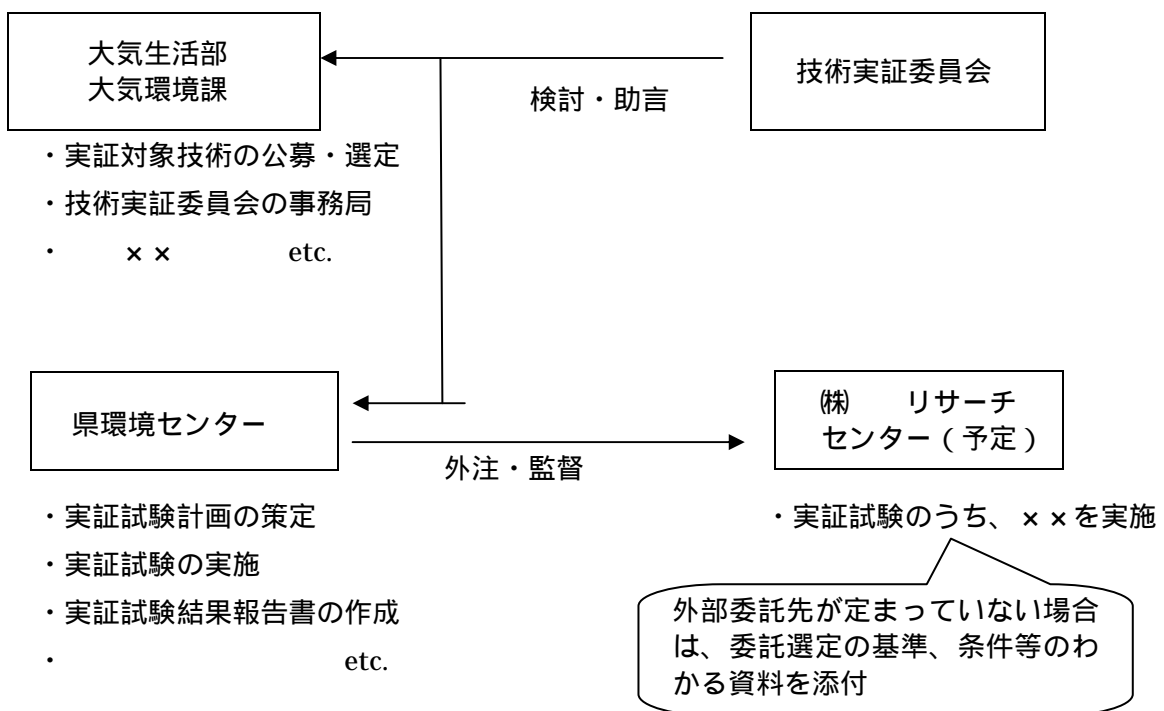 大気生活部
大気環境課
技術実証委員会
検討・助言
・実証対象技術の公募・選定
・技術実証委員会の事務局
・　　××　　　etc.
県環境センター
㈱　　リサーチ
センター（予定）
外注・監督
・実証試験計画の策定
・実証試験の実施
・実証試験結果報告書の作成
・　　　　　　　　etc.
・実証試験のうち、××を実施
外部委託先が定まっていない場合
は、委託選定の基準、条件等のわ
かる資料を添付